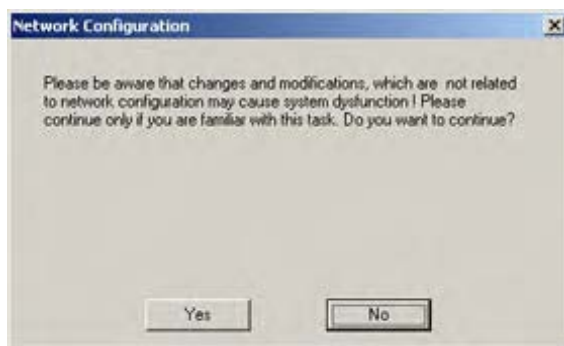 Network Configuration
Please be aware that changes and modifications, which are not related
to network configuration may cause system dysfunction ! Please
continue only if you are familiar with this task. Do you want to continue?
Yes
No